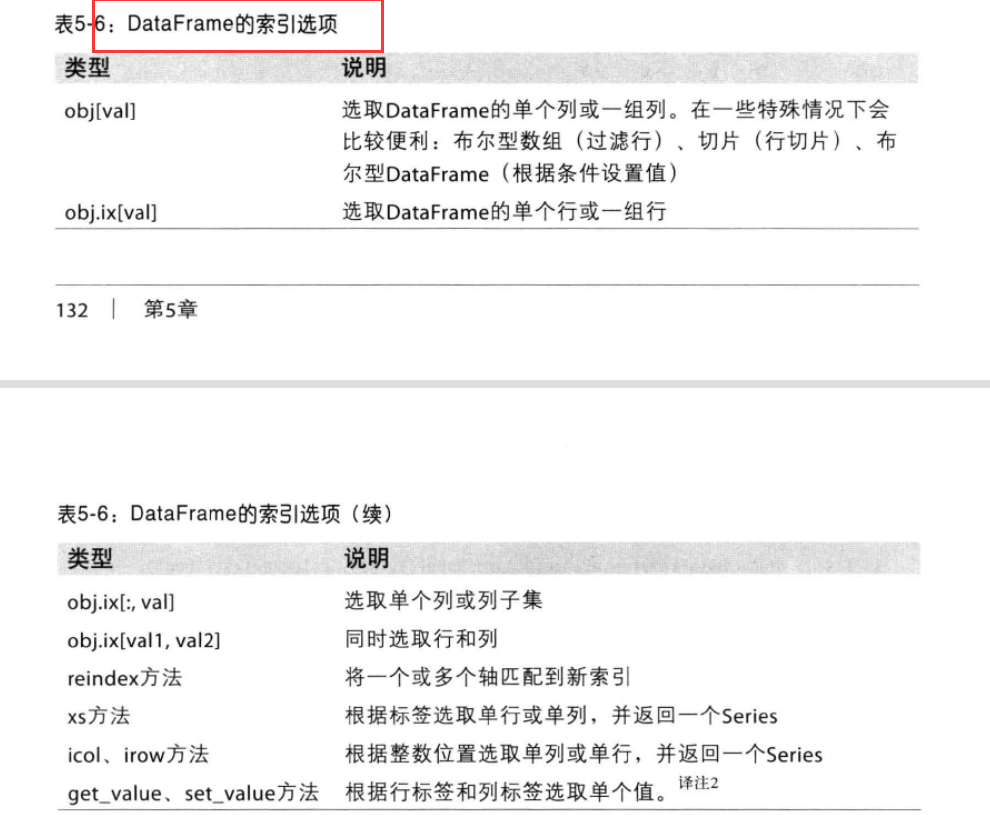 表5-6：DataFrame的索引选项
类型 说明
obj[val] 选取DataFrame的单个列或一组列。在一些特殊情况下会
比较便利：布尔型数组（过滤行）、切片（行切片）、布
尔型DataFrame（根据条件设置值）
obj.ix[val] 选取DataFrame的单个行或一组行
132 | 第5章
表5-6：DataFrame的索引选项（续）
类型 说明
obj.ix[:, val] 选取单个列或列子集
obj.ix[val1, val2] 同时选取行和列
reindex方法 将一个或多个轴匹配到新索引
xs方法 根据标签选取单行或单列，并返回一个Series
icol、irow方法 根据整数位置选取单列或单行，并返回一个Series
get_value、set_value方法 根据行标签和列标签选取单个值。译注2